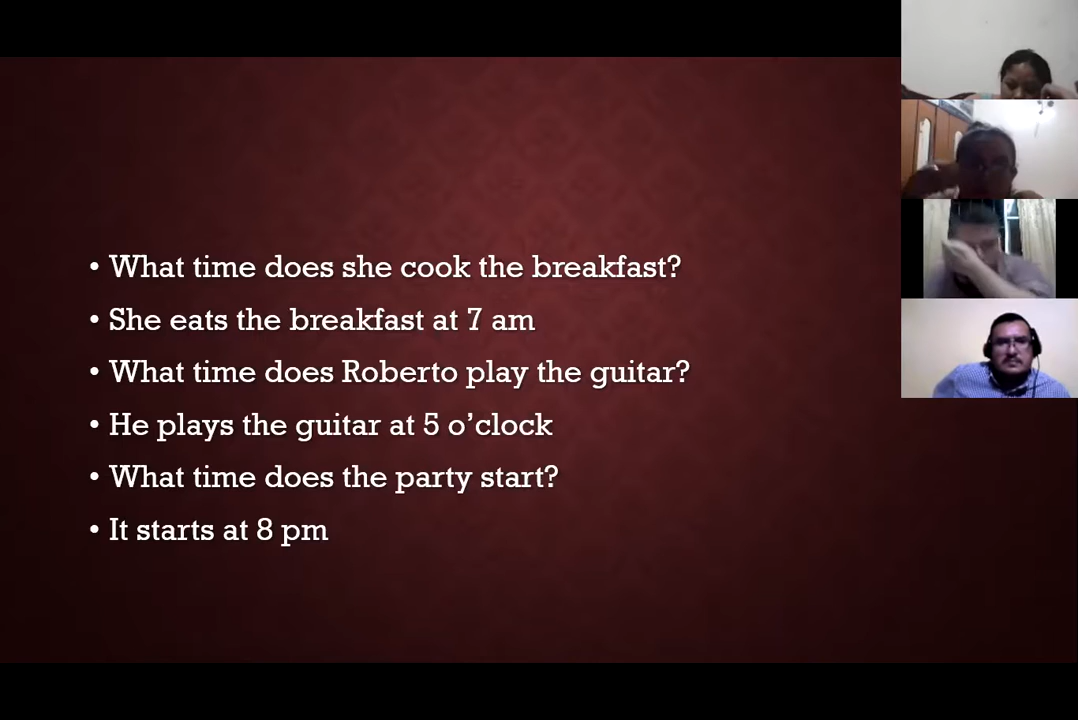 • What time does she cook the breakfast?
• She eats the breakfast at 7 am
• What time does Roberto play the guitar?
• He plays the guitar at 5 o’clock
• What time does the party start?
• It starts at 8 pm